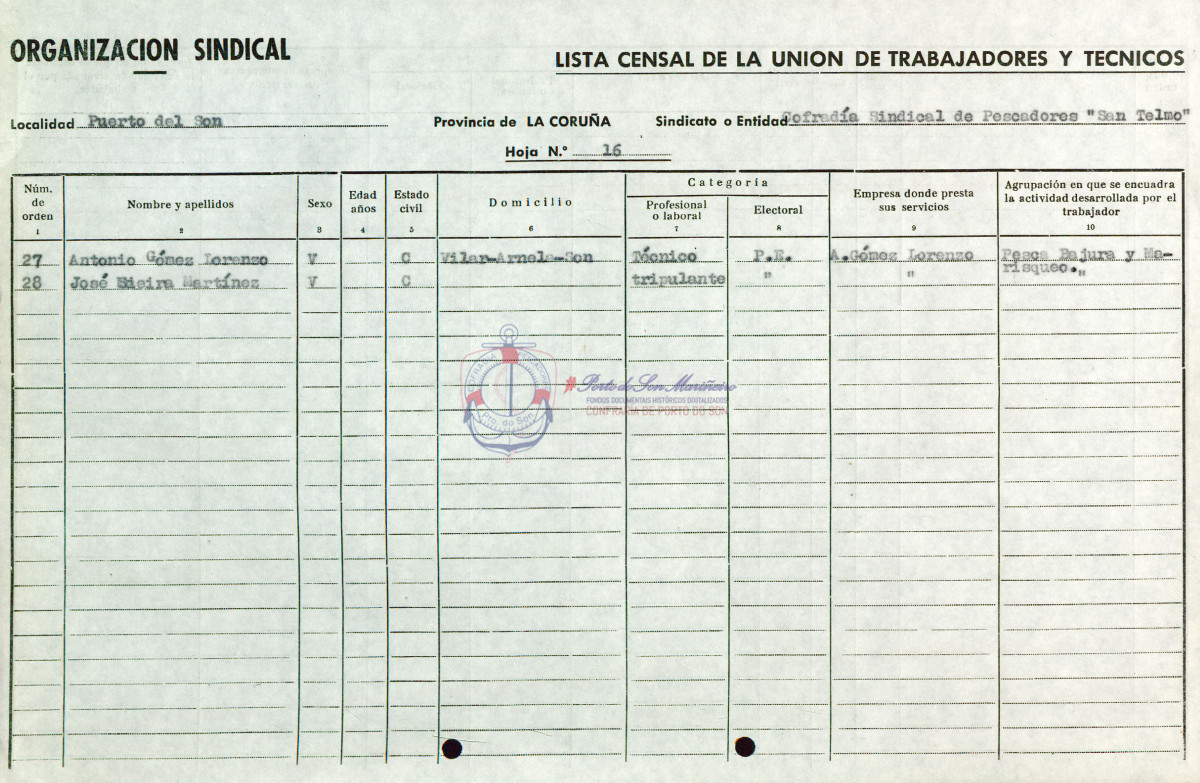 ORGANIZACION SINDICAL
LISTA CENSAL DE LA UNION DE TRABAJADORES Y TECNICOS
Localidad Puerto del Son Provincia de LA CORUÑA Sindicato o Entidad Cofradía Sindical de Pescadores "San Telmo"
Hoja N.º 16
Núm. de orden 1 Nombre y apellidos 2 Sexo 3 Edad años 4 Estado civil 5 Domicilio 6 Categoria Profesional o laboral 7 Electoral 8 Empresa donde presta sus servicios 9 Agrupación en que se encuadra la actividad desarrollada por el trabajador 10
27 Antonio Gómez Lorenzo V C Vilar-Arnela-Son Técnico P.E. A.Gómez Lorenzo Pesca Bajura y Ma-
risqueo.
28 José Martínez V C tripulante " " "
#Porto do Son Mariñeiro
FONDOS DOCUMENTAIS HISTÓRICOS DIXITALIZADOS
CONFRARÍA DE PORTO DO SON
Pto. do Son